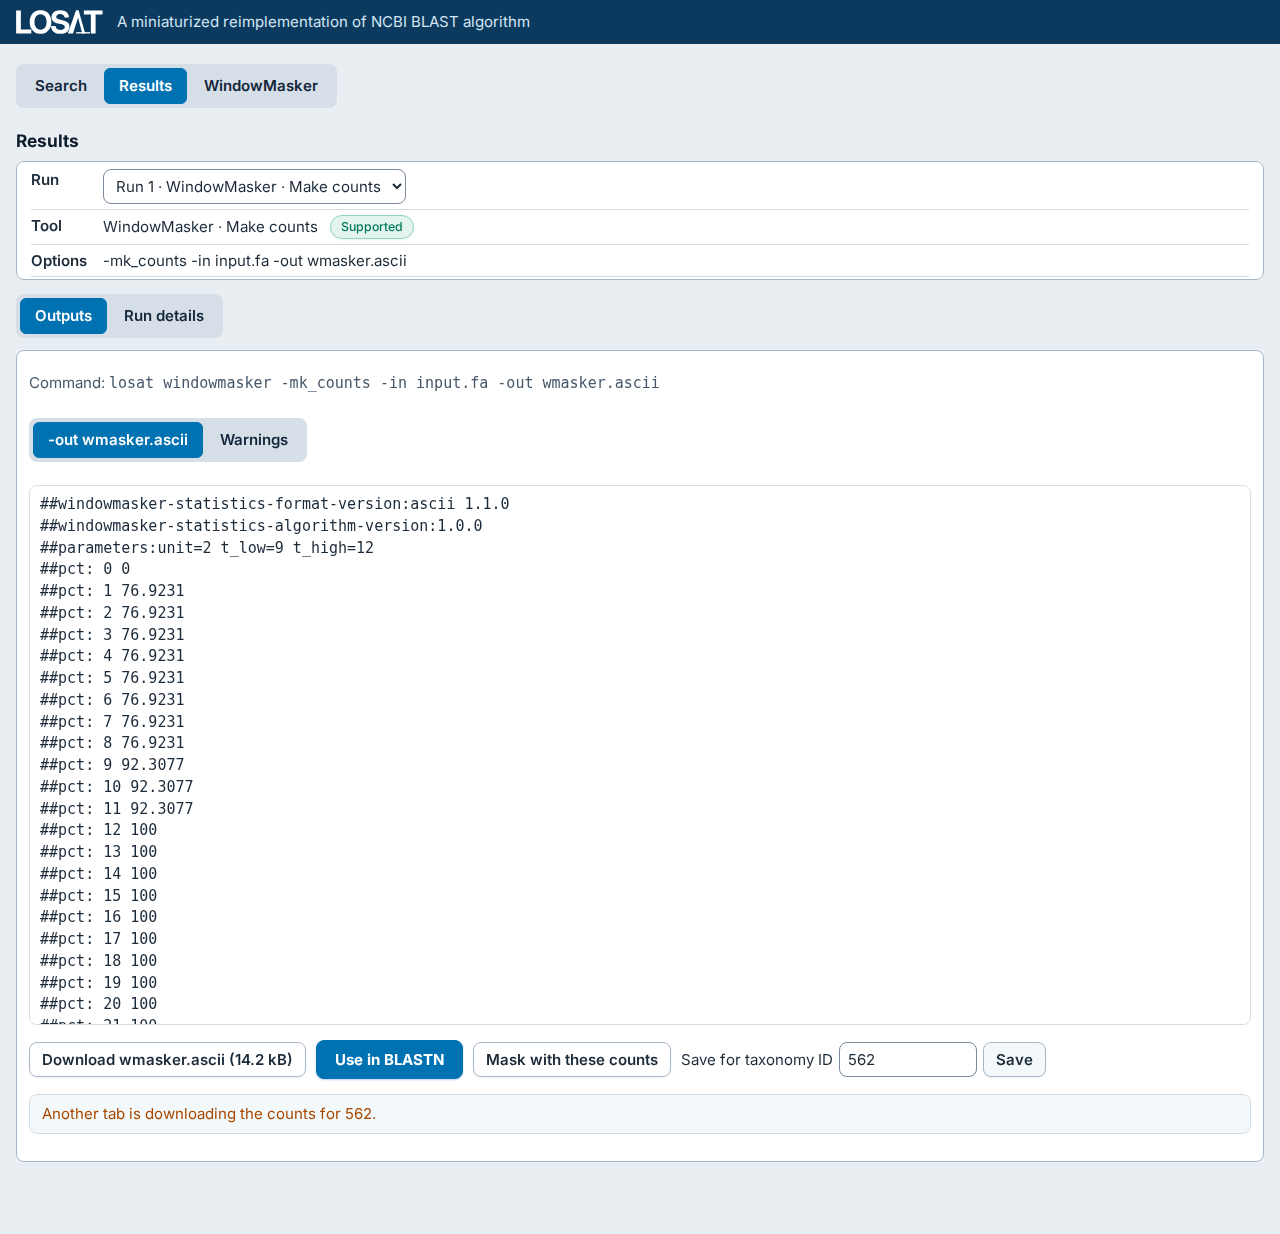 LOSAT A miniaturized reimplementation of NCBI BLAST algorithm
Search Results WindowMasker
Results
Run Run 1 · WindowMasker · Make counts
Tool WindowMasker · Make counts Supported
Options -mk_counts -in input.fa -out wmasker.ascii
Outputs Run details
Command: losat windowmasker -mk_counts -in input.fa -out wmasker.ascii
-out wmasker.ascii Warnings
##windowmasker-statistics-format-version:ascii 1.1.0
##windowmasker-statistics-algorithm-version:1.0.0
##parameters:unit=2 t_low=9 t_high=12
##pct: 0 0
##pct: 1 76.9231
##pct: 2 76.9231
##pct: 3 76.9231
##pct: 4 76.9231
##pct: 5 76.9231
##pct: 6 76.9231
##pct: 7 76.9231
##pct: 8 76.9231
##pct: 9 92.3077
##pct: 10 92.3077
##pct: 11 92.3077
##pct: 12 100
##pct: 13 100
##pct: 14 100
##pct: 15 100
##pct: 16 100
##pct: 17 100
##pct: 18 100
##pct: 19 100
##pct: 20 100
##pct: 21 100
Download wmasker.ascii (14.2 kB) Use in BLASTN Mask with these counts Save for taxonomy ID 562 Save
Another tab is downloading the counts for 562.